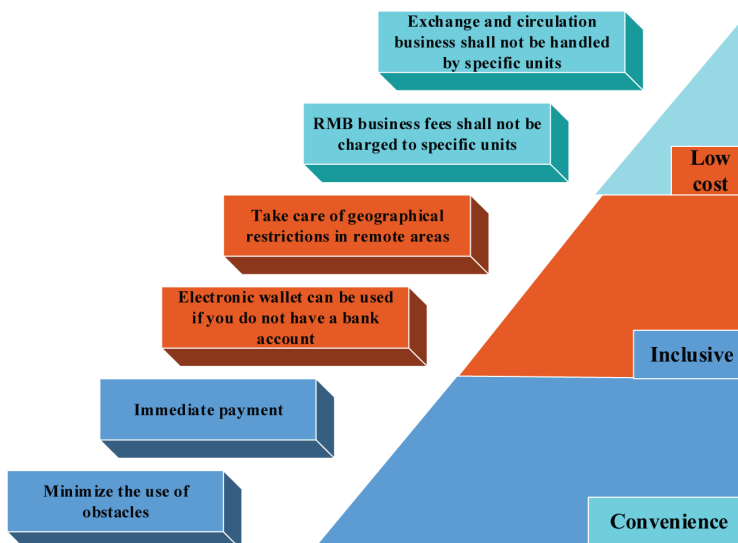 Exchange and circulation
business shall not be handled
by specific units
RMB business fees shall not be
charged to specific units
Low
cost
Take care of geographical
restrictions in remote areas
Electronic wallet can be used
if you do not have a bank
account
Inclusive
Immediate payment
Minimize the use of
obstacles
Convenience